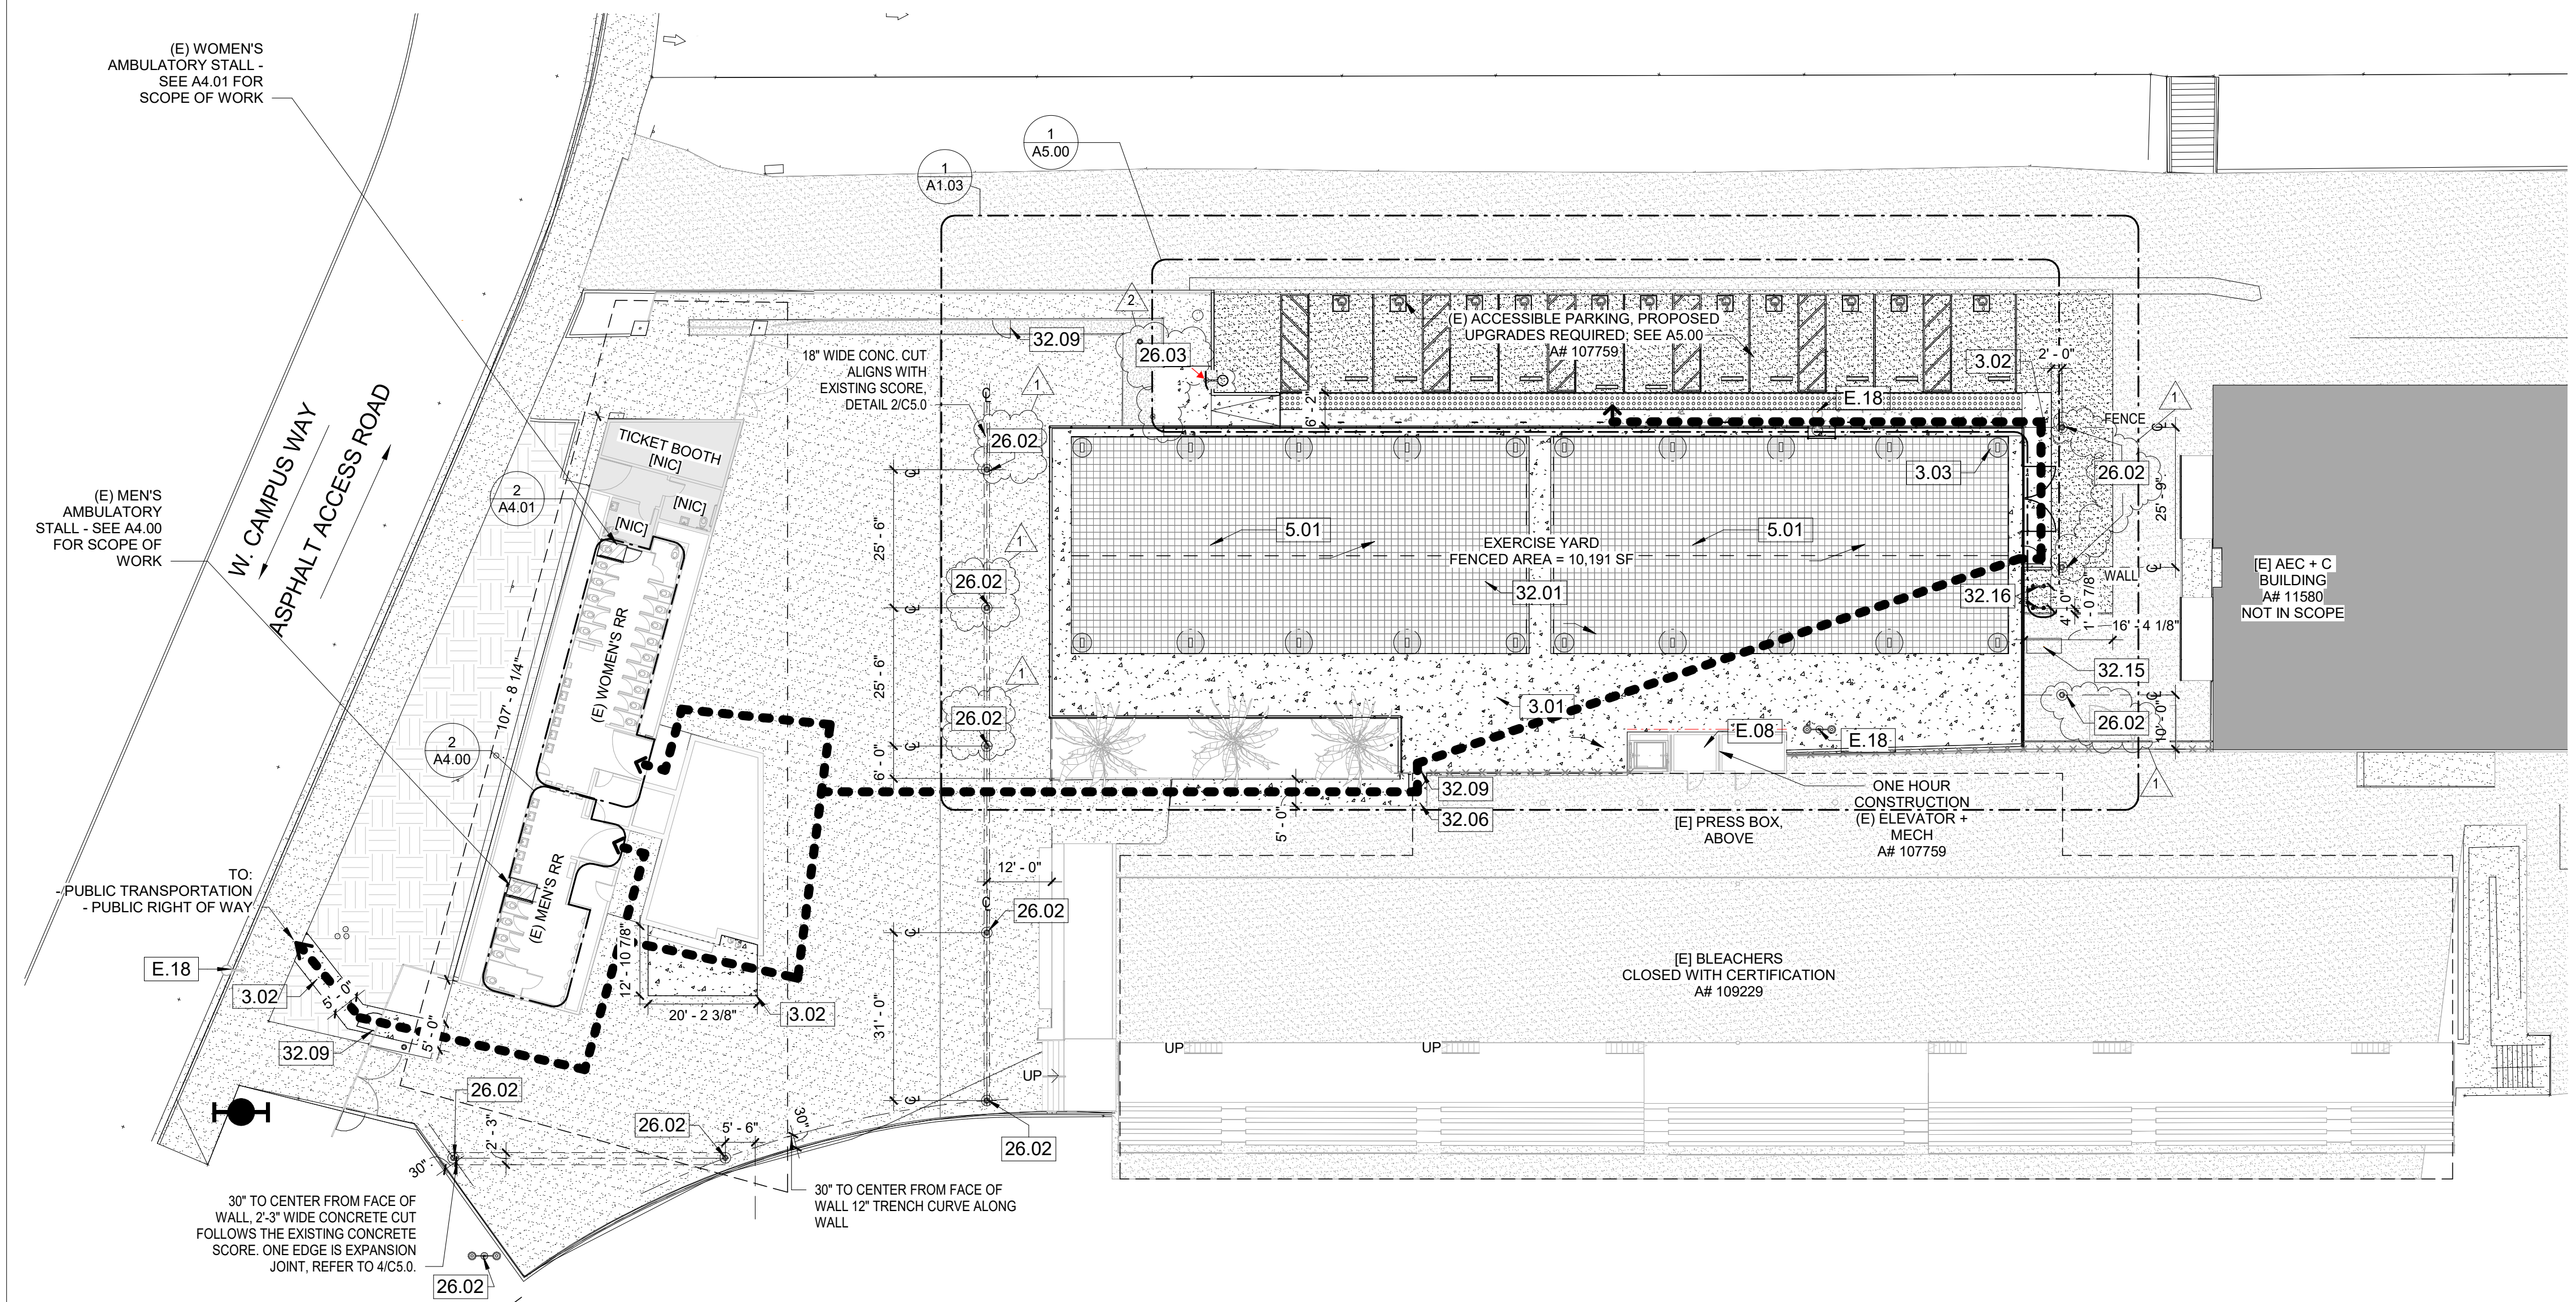 (E) WOMEN'S
AMBULATORY STALL -
SEE A4.01 FOR
SCOPE OF WORK
1
A5.00
1
A1.03
2
32.09
26.03
(E) ACCESSIBLE PARKING, PROPOSED
UPGRADES REQUIRED; SEE A5.00
A# 107759
3.02
2' - 0"
18" WIDE CONC. CUT
ALIGNS WITH
EXISTING SCORE,
DETAIL 2/C5.0
1
6' - 2"
E.18
1
FENCE
26.02
TICKET BOOTH
[NIC]
[NIC]
[NIC]
2
A4.01
(E) MEN'S
AMBULATORY
STALL - SEE A4.00
FOR SCOPE OF
WORK
W. CAMPUS WAY
ASPHALT ACCESS ROAD
3.03
26.02
25' - 9"
25' - 6"
5.01
5.01
1
EXERCISE YARD
FENCED AREA = 10,191 SF
26.02
32.01
WALL
32.16
4' - 0"
1' - 0 7/8"
16' - 4 1/8"
[E] AEC + C
BUILDING
A# 11580
NOT IN SCOPE
(E) WOMEN'S RR
107' - 8 1/4"
25' - 6"
1
32.15
26.02
3.01
26.02
10' - 0"
E.08
E.18
2
A4.00
6' - 0"
1
32.09
32.06
5' - 0"
ONE HOUR
CONSTRUCTION
(E) ELEVATOR +
MECH
A# 107759
[E] PRESS BOX,
ABOVE
(E) MEN'S RR
TO:
- PUBLIC TRANSPORTATION
- PUBLIC RIGHT OF WAY
12' - 0"
26.02
E.18
3.02
5' - 0"
12' - 10 7/8"
20' - 2 3/8"
3.02
31' - 0"
[E] BLEACHERS
CLOSED WITH CERTIFICATION
A# 109229
32.09
5' - 0"
UP
UP
UP
26.02
26.02
5' - 6"
30"
26.02
2' - 3"
30"
30" TO CENTER FROM FACE OF
WALL, 2'-3" WIDE CONCRETE CUT
FOLLOWS THE EXISTING CONCRETE
SCORE. ONE EDGE IS EXPANSION
JOINT, REFER TO 4/C5.0.
30" TO CENTER FROM FACE OF
WALL 12" TRENCH CURVE ALONG
WALL
26.02